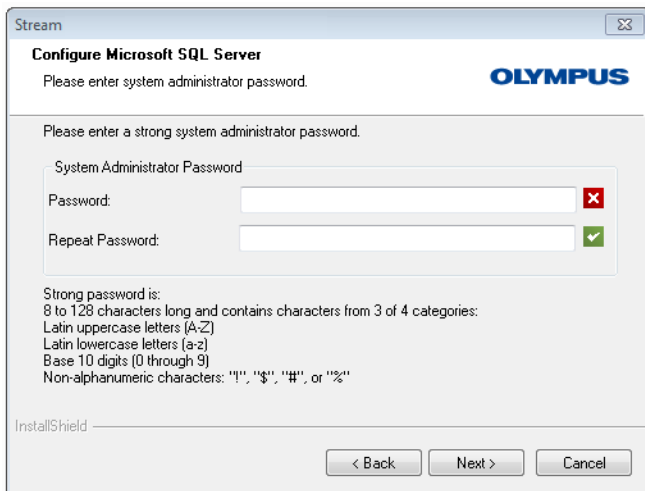 Stream
Configure Microsoft SQL Server
Please enter system administrator password.
OLYMPUS
Please enter a strong system administrator password.
System Administrator Password
Password:
Repeat Password:
Strong password is:
8 to 128 characters long and contains characters from 3 of 4 categories:
Latin uppercase letters (A-Z)
Latin lowercase letters (a-z)
Base 10 digits (0 through 9)
Non-alphanumeric characters: "!", "$", "#", or "%"
InstallShield
< Back Next > Cancel